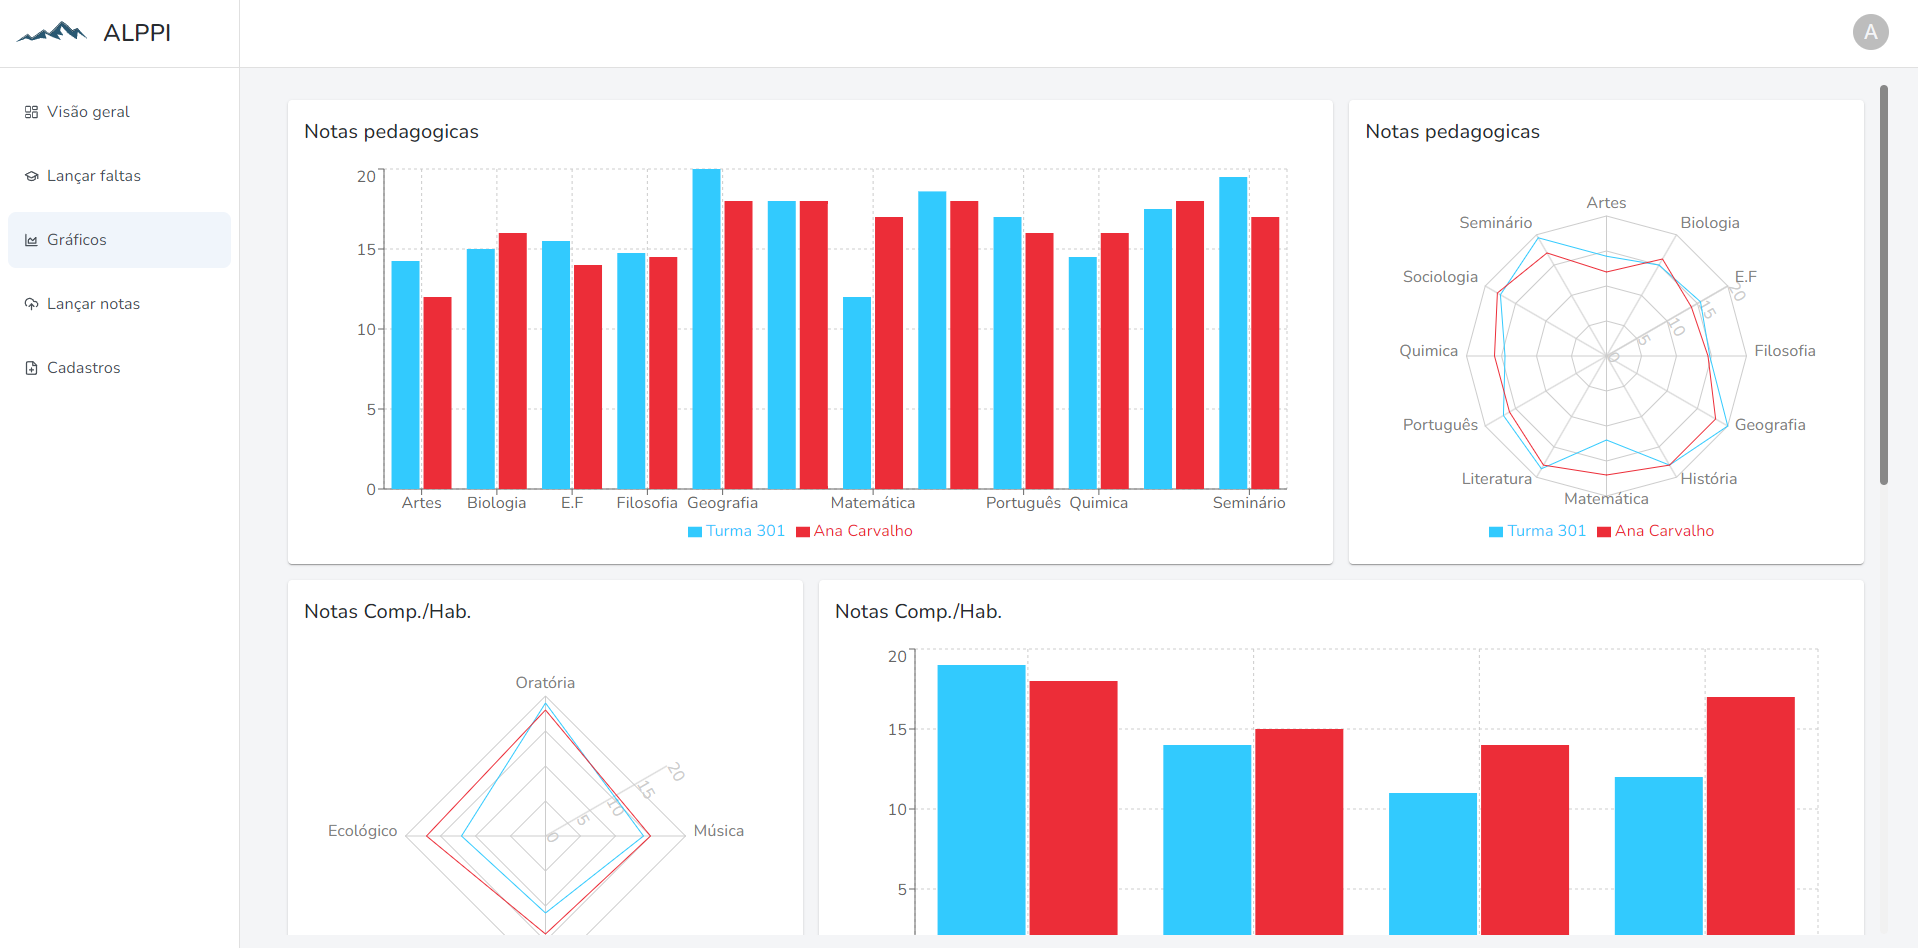 ALPPI
A
Visão geral
Lançar faltas
Gráficos
Lançar notas
Cadastros
Notas pedagogicas
20
15
10
5
0
Artes Biologia E.F Filosofia Geografia Matemática Português Quimica Seminário
Turma 301 Ana Carvalho
Notas pedagogicas
Artes
Seminário Biologia
Sociologia E.F
Quimica Filosofia
Português Geografia
Literatura História
Matemática
0 5 10 15 20
Turma 301 Ana Carvalho
Notas Comp./Hab.
Oratória
Ecológico Música
0 5 10 15 20
Notas Comp./Hab.
20
15
10
5